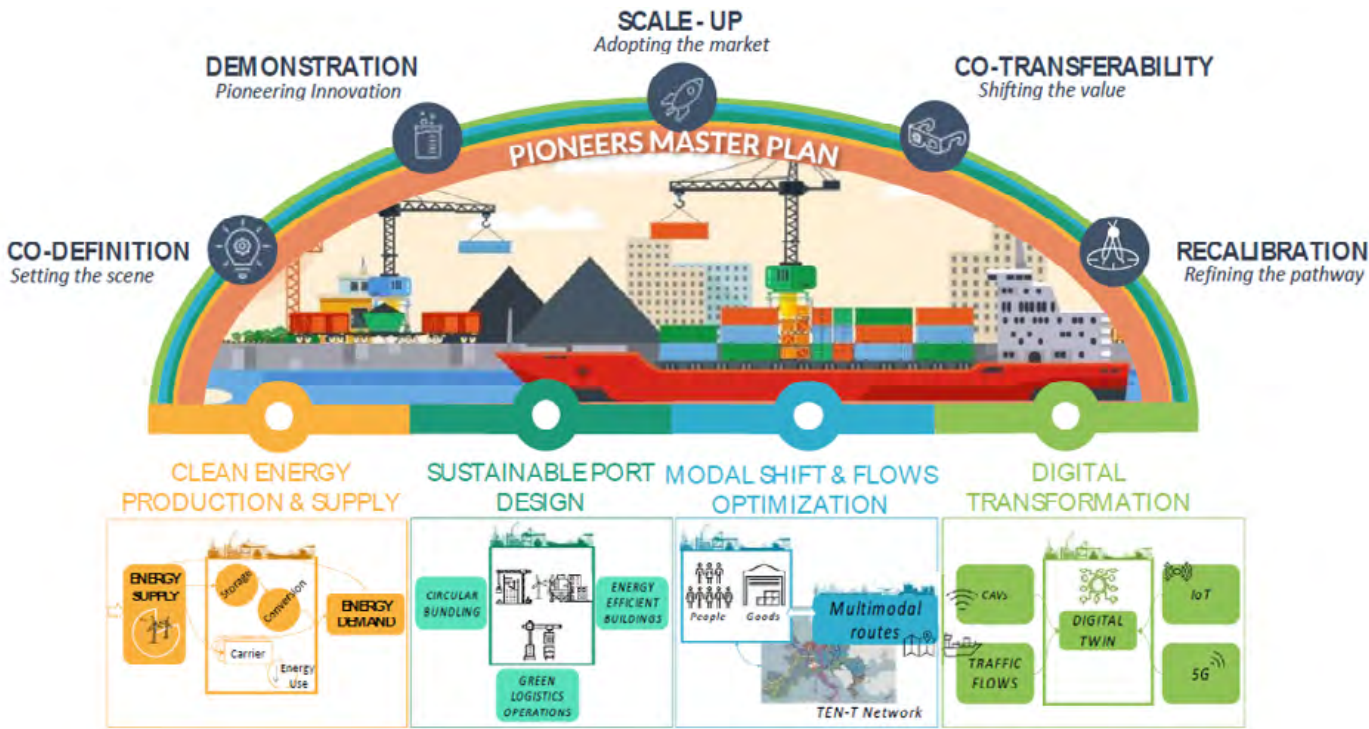 SCALE - UP
Adopting the market
DEMONSTRATION
Pioneering Innovation
CO-TRANSFERABILITY
Shifting the value
PIONEERS MASTER PLAN
CO-DEFINITION
Setting the scene
RECALIBRATION
Refining the pathway
CLEAN ENERGY
PRODUCTION & SUPPLY
SUSTAINABLE PORT
DESIGN
MODAL SHIFT & FLOWS
OPTIMIZATION
DIGITAL
TRANSFORMATION
ENERGY
SUPPLY
Storage
Conversion
ENERGY
DEMAND
Carrier
Energy
Use
CIRCULAR
BUNDLING
ENERGY
EFFICIENT
BUILDINGS
GREEN
LOGISTICS
OPERATIONS
People
Goods
Multimodal
routes
TEN-T Network
CAVs
IoT
DIGITAL
TWIN
TRAFFIC
FLOWS
5G